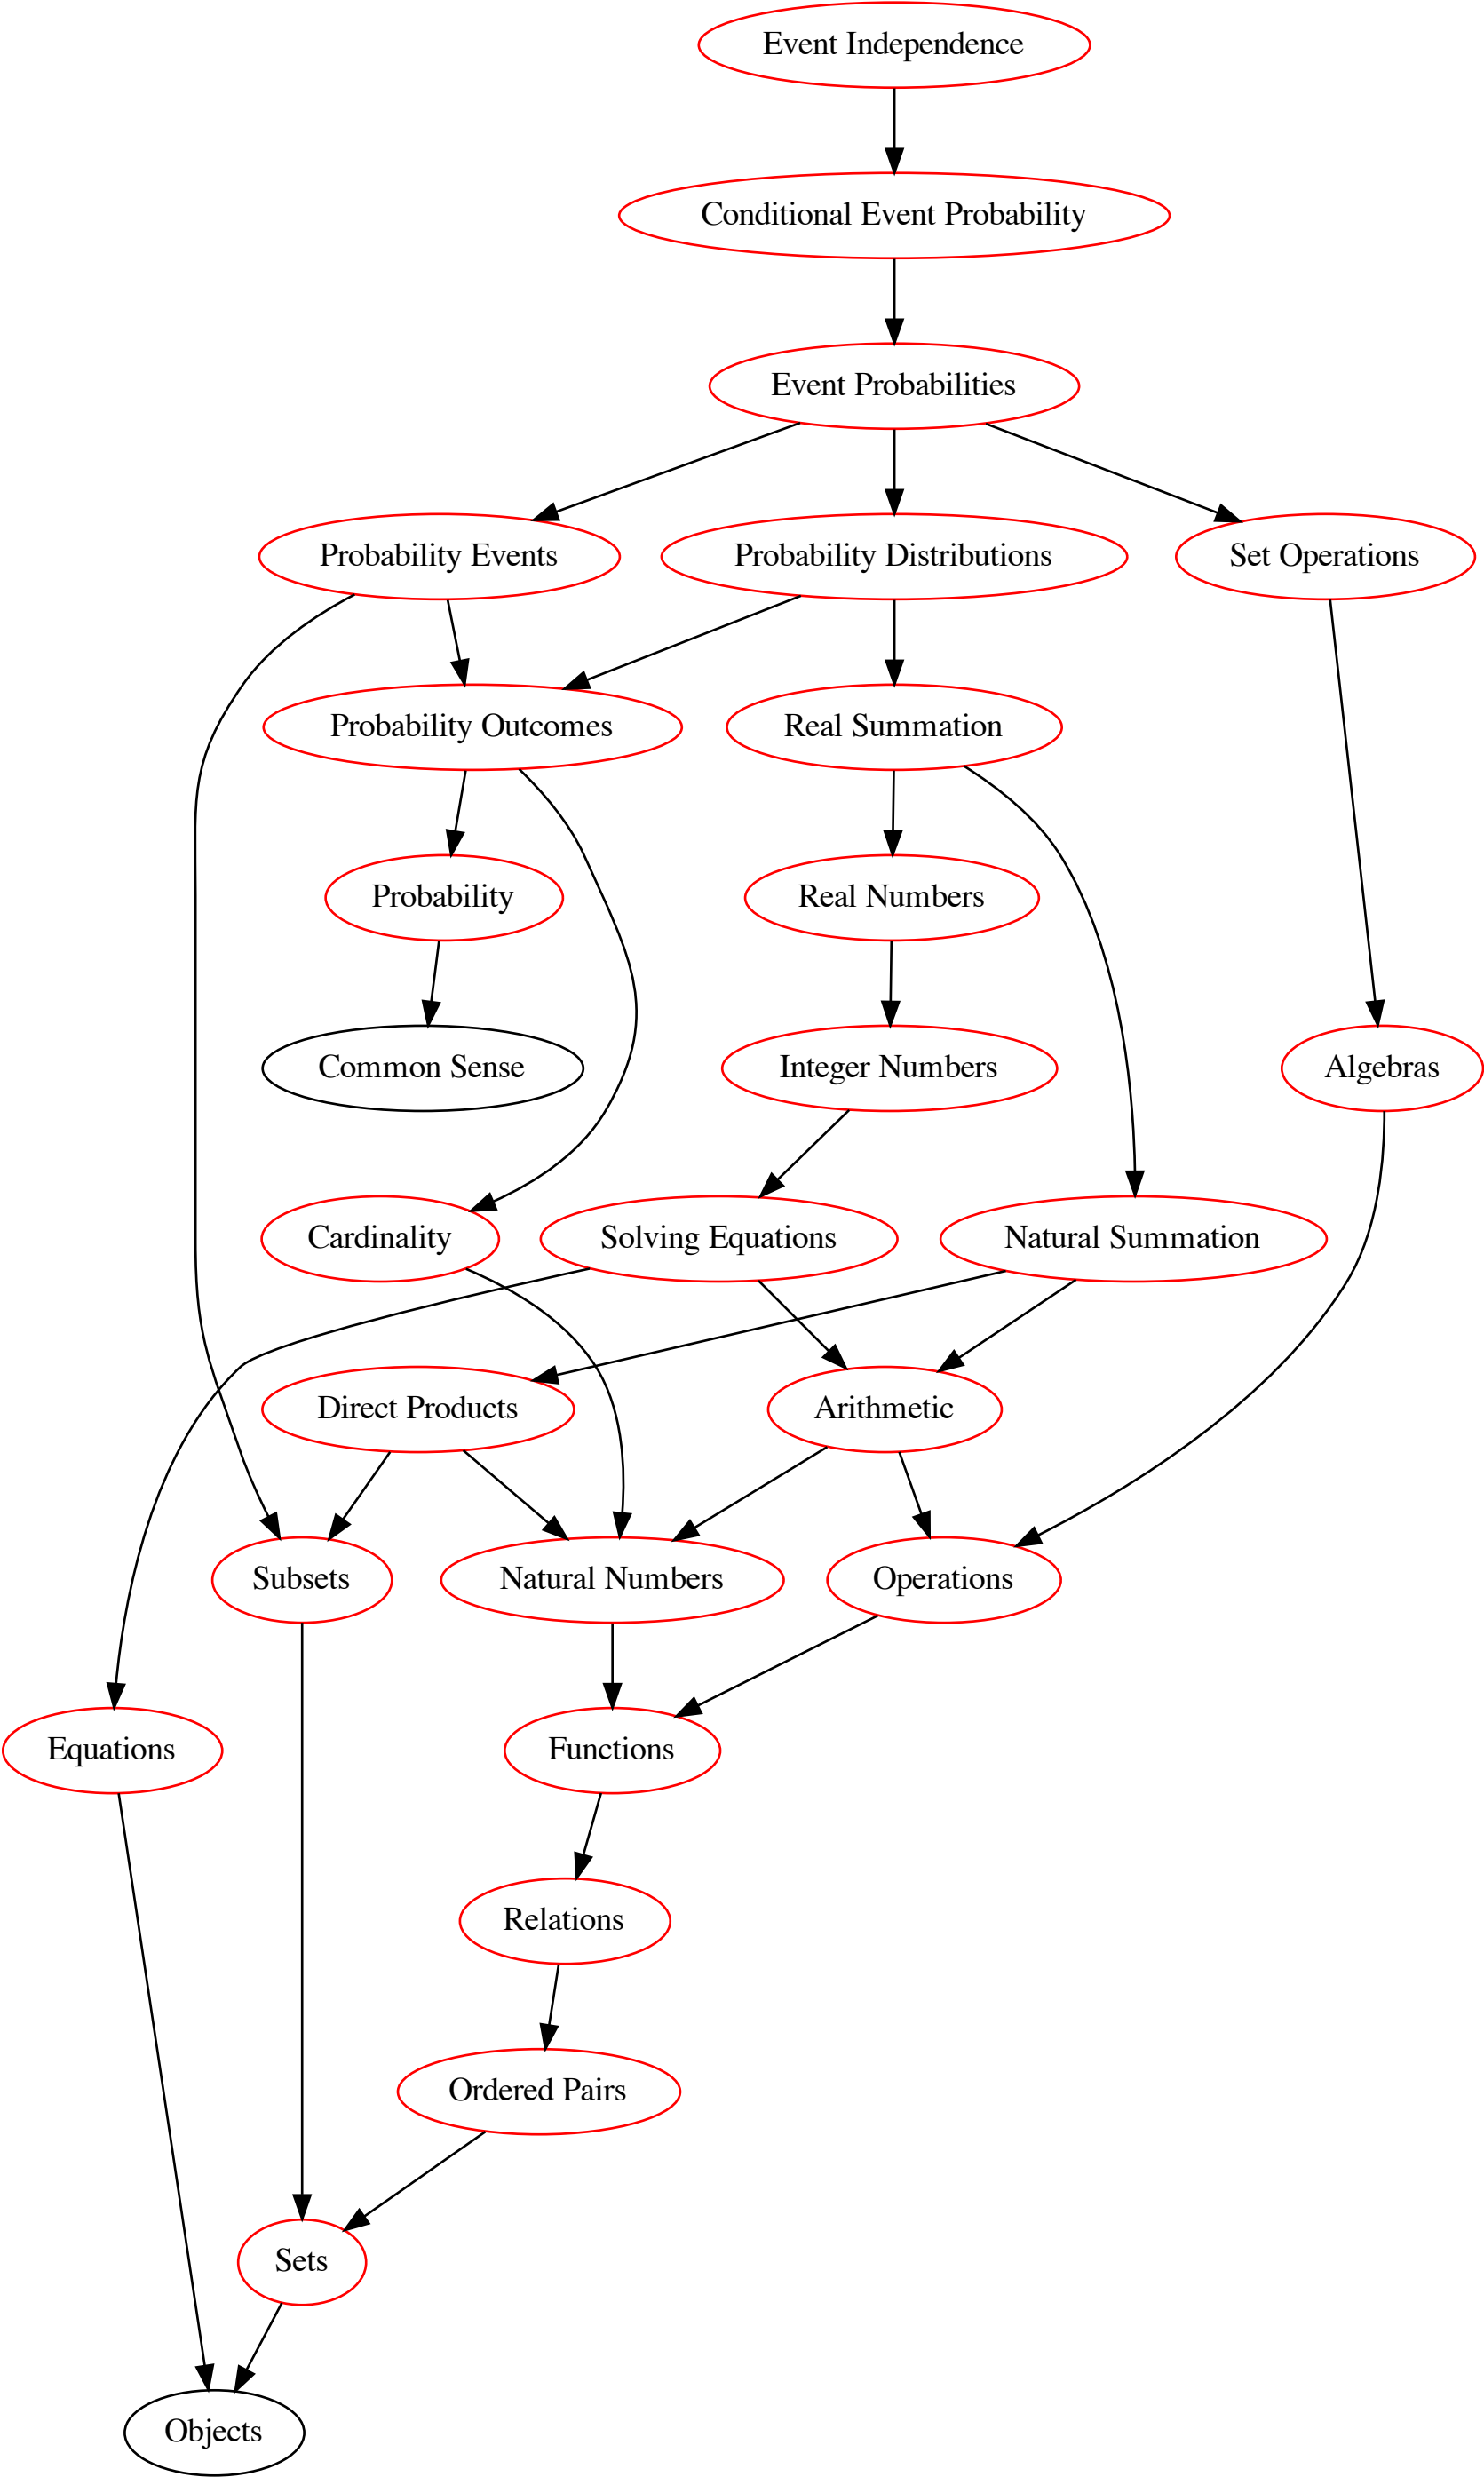 Event Independence
Conditional Event Probability
Event Probabilities
Probability Events
Probability Distributions
Set Operations
Probability Outcomes
Real Summation
Probability
Real Numbers
Common Sense
Integer Numbers
Algebras
Cardinality
Solving Equations
Natural Summation
Direct Products
Arithmetic
Subsets
Natural Numbers
Operations
Equations
Functions
Relations
Ordered Pairs
Sets
Objects